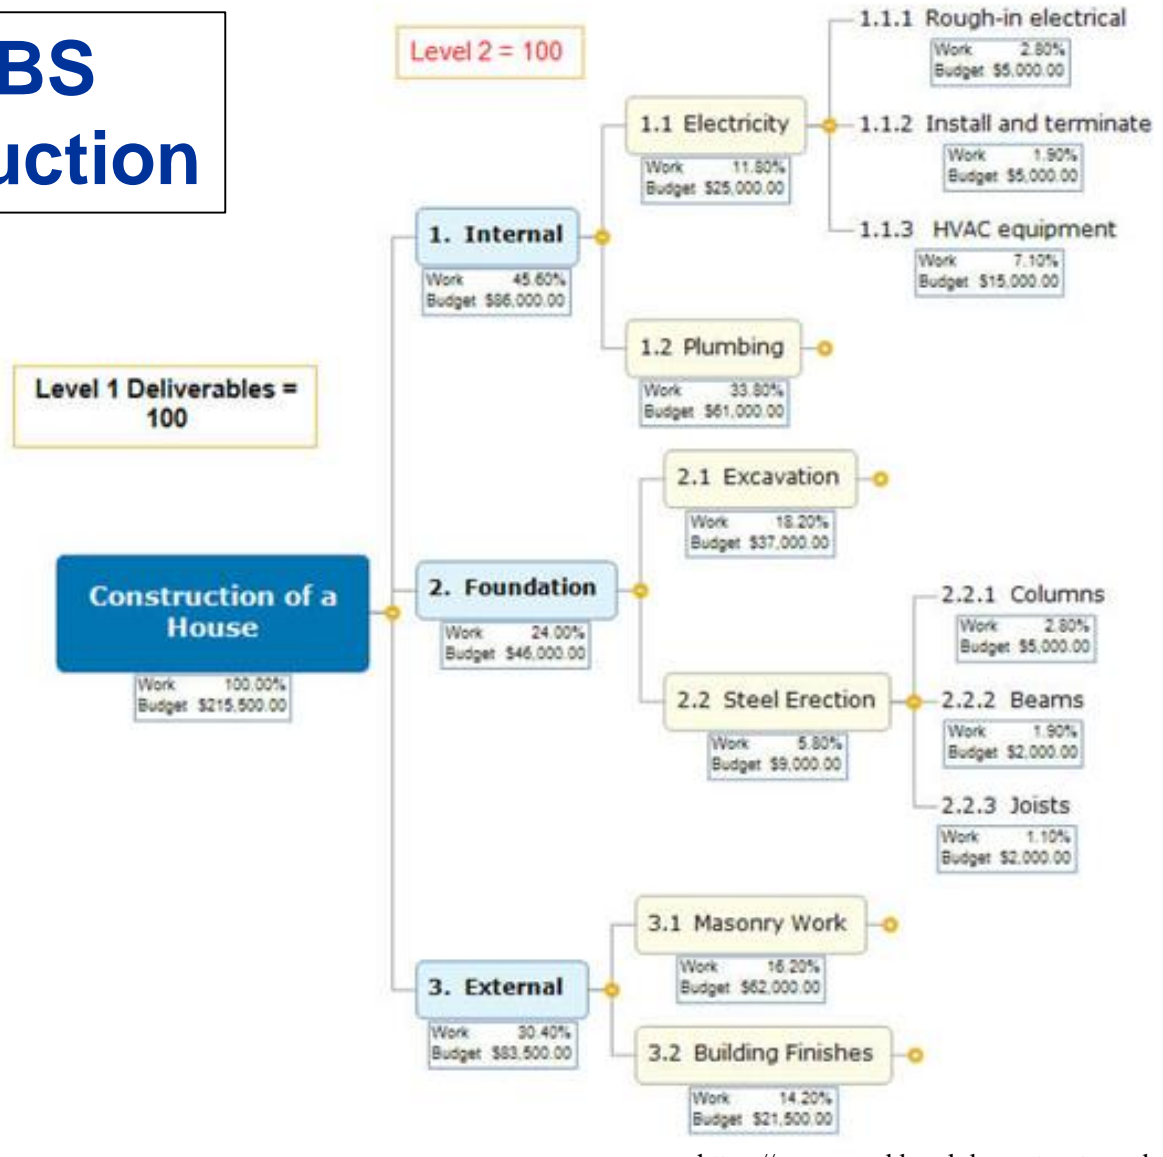 BS
uction
Level 2 = 100
Level 1 Deliverables =
100
Construction of a
House
Work 100.00%
Budget $215,500.00
1. Internal
Work 45.60%
Budget $86,000.00
1.1 Electricity
Work 11.80%
Budget $25,000.00
1.1.1 Rough-in electrical
Work 2.80%
Budget $5,000.00
1.1.2 Install and terminate
Work 1.90%
Budget $5,000.00
1.1.3 HVAC equipment
Work 7.10%
Budget $15,000.00
1.2 Plumbing
Work 33.80%
Budget $61,000.00
2. Foundation
Work 24.00%
Budget $46,000.00
2.1 Excavation
Work 18.20%
Budget $37,000.00
2.2 Steel Erection
Work 5.80%
Budget $9,000.00
2.2.1 Columns
Work 2.80%
Budget $5,000.00
2.2.2 Beams
Work 1.90%
Budget $2,000.00
2.2.3 Joists
Work 1.10%
Budget $2,000.00
3. External
Work 30.40%
Budget $83,500.00
3.1 Masonry Work
Work 16.20%
Budget $62,000.00
3.2 Building Finishes
Work 14.20%
Budget $21,500.00